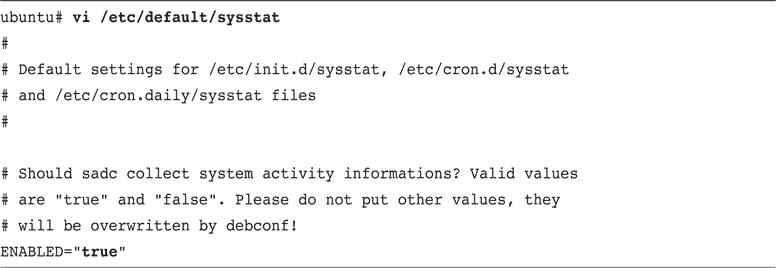 ubuntu# vi /etc/default/sysstat
#
# Default settings for /etc/init.d/sysstat, /etc/cron.d/sysstat
# and /etc/cron.daily/sysstat files
#
# Should sadc collect system activity informations? Valid values
# are "true" and "false". Please do not put other values, they
# will be overwritten by debconf!
ENABLED="true"